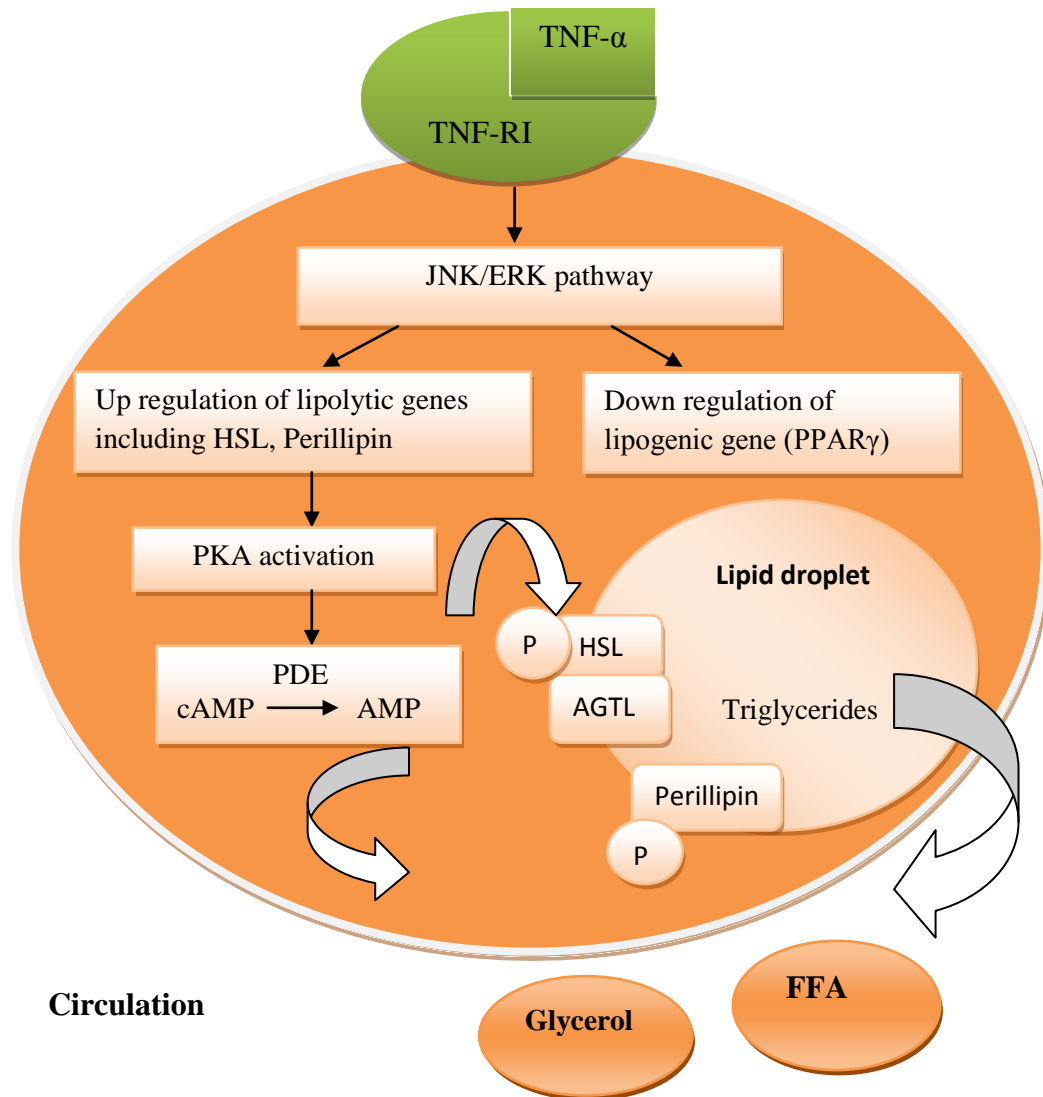 TNF-α
TNF-RI
JNK/ERK pathway
Up regulation of lipolytic genes
including HSL, Perillipin
Down regulation of
lipogenic gene (PPARγ)
PKA activation
PDE
cAMP AMP
Lipid droplet
P
HSL
AGTL
Triglycerides
Perillipin
P
Circulation
Glycerol
FFA